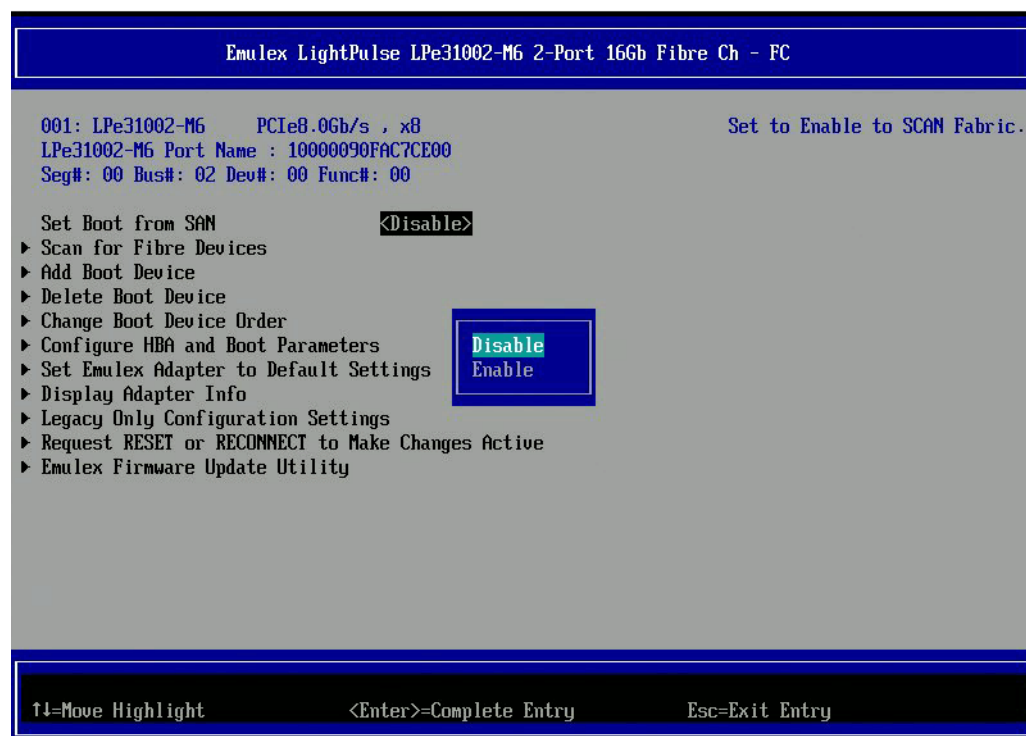 Emulex LightPulse LPe31002-M6 2-Port 16Gb Fibre Ch - FC
001: LPe31002-M6 PCIe8.0Gb/s , x8
Set to Enable to SCAN Fabric.
LPe31002-M6 Port Name : 10000090FAC7CE00
Seg#: 00 Bus#: 02 Dev#: 00 Func#: 00
Set Boot from SAN <Disable>
▶ Scan for Fibre Devices
▶ Add Boot Device
▶ Delete Boot Device
▶ Change Boot Device Order
▶ Configure HBA and Boot Parameters
▶ Set Emulex Adapter to Default Settings
▶ Display Adapter Info
▶ Legacy Only Configuration Settings
▶ Request RESET or RECONNECT to Make Changes Active
▶ Emulex Firmware Update Utility
Disable
Enable
↑↓=Move Highlight <Enter>=Complete Entry Esc=Exit Entry